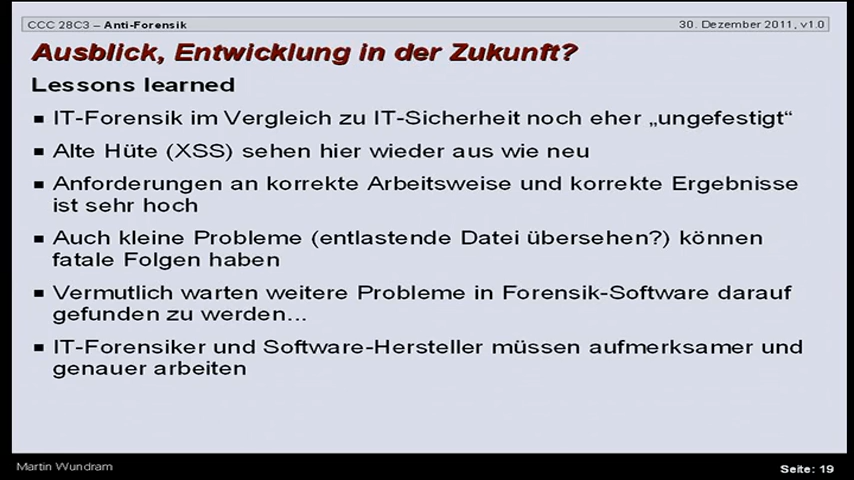 CCC 28C3 – Anti-Forensik
30. Dezember 2011, v1.0
Ausblick, Entwicklung in der Zukunft?
Lessons learned
IT-Forensik im Vergleich zu IT-Sicherheit noch eher „ungefestigt“
Alte Hüte (XSS) sehen hier wieder aus wie neu
Anforderungen an korrekte Arbeitsweise und korrekte Ergebnisse
ist sehr hoch
Auch kleine Probleme (entlastende Datei übersehen?) können
fatale Folgen haben
Vermutlich warten weitere Probleme in Forensik-Software darauf
gefunden zu werden...
IT-Forensiker und Software-Hersteller müssen aufmerksamer und
genauer arbeiten
Martin Wundram
Seite: 19